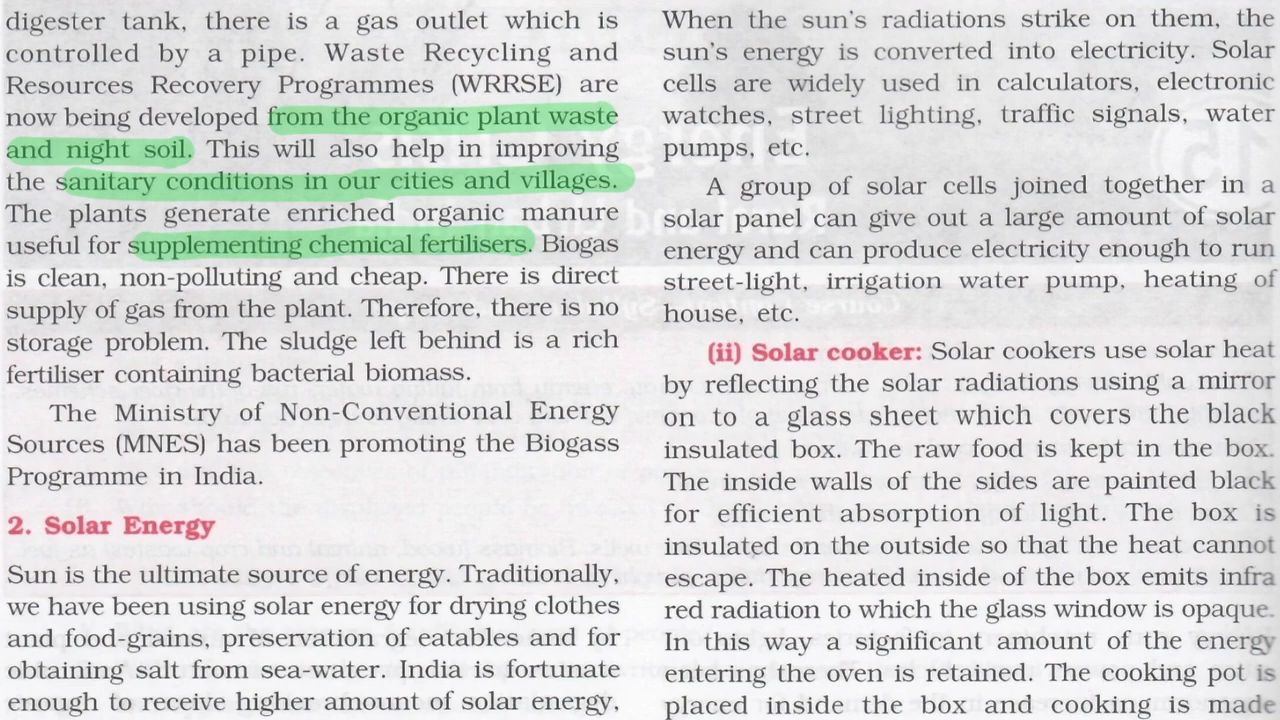 digester tank, there is a gas outlet which is
controlled by a pipe. Waste Recycling and
Resources Recovery Programmes (WRRSE) are
now being developed from the organic plant waste
and night soil. This will also help in improving
the sanitary conditions in our cities and villages.
The plants generate enriched organic manure
useful for supplementing chemical fertilisers. Biogas
is clean, non-polluting and cheap. There is direct
supply of gas from the plant. Therefore, there is no
storage problem. The sludge left behind is a rich
fertiliser containing bacterial biomass.
The Ministry of Non-Conventional Energy
Sources (MNES) has been promoting the Biogass
Programme in India.
2. Solar Energy
Sun is the ultimate source of energy. Traditionally,
we have been using solar energy for drying clothes
and food-grains, preservation of eatables and for
obtaining salt from sea-water. India is fortunate
enough to receive higher amount of solar energy,
When the sun's radiations strike on them, the
sun's energy is converted into electricity. Solar
cells are widely used in calculators, electronic
watches, street lighting, traffic signals, water
pumps, etc.
A group of solar cells joined together in a
solar panel can give out a large amount of solar
energy and can produce electricity enough to run
street-light, irrigation water pump, heating of
house, etc.
(ii) Solar cooker: Solar cookers use solar heat
by reflecting the solar radiations using a mirror
on to a glass sheet which covers the black
insulated box. The raw food is kept in the box.
The inside walls of the sides are painted black
for efficient absorption of light. The box is
insulated on the outside so that the heat cannot
escape. The heated inside of the box emits infra
red radiation to which the glass window is opaque.
In this way a significant amount of the energy
entering the oven is retained. The cooking pot is
placed inside the box and cooking is made